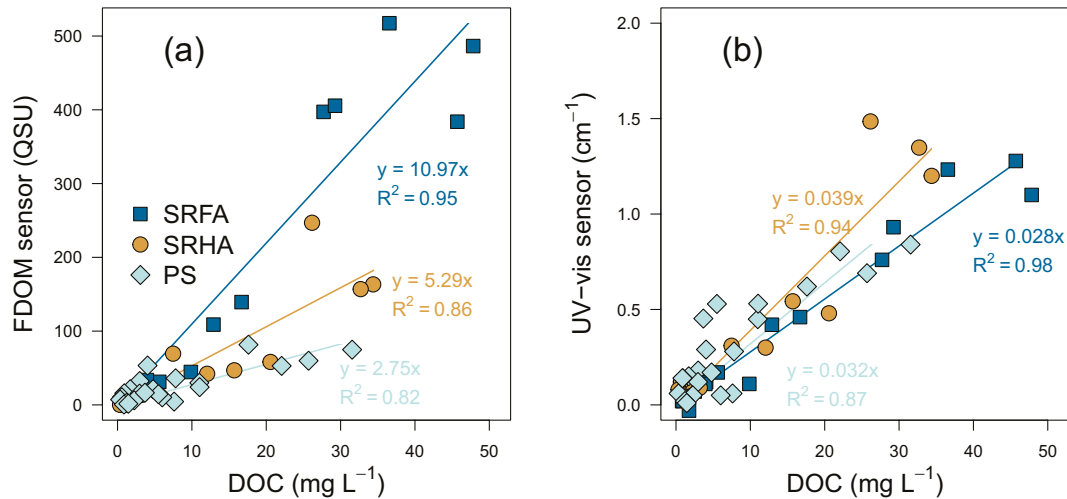 (a)
FDOM sensor (QSU)
500
400
300
200
100
0
SRFA
SRHA
PS
y = 10.97x
R² = 0.95
y = 5.29x
R² = 0.86
y = 2.75x
R² = 0.82
0 10 20 30 40 50
DOC (mg L⁻¹)
(b)
UV−vis sensor (cm⁻¹)
2.0
1.5
1.0
0.5
0.0
y = 0.039x
R² = 0.94
y = 0.028x
R² = 0.98
y = 0.032x
R² = 0.87
0 10 20 30 40 50
DOC (mg L⁻¹)